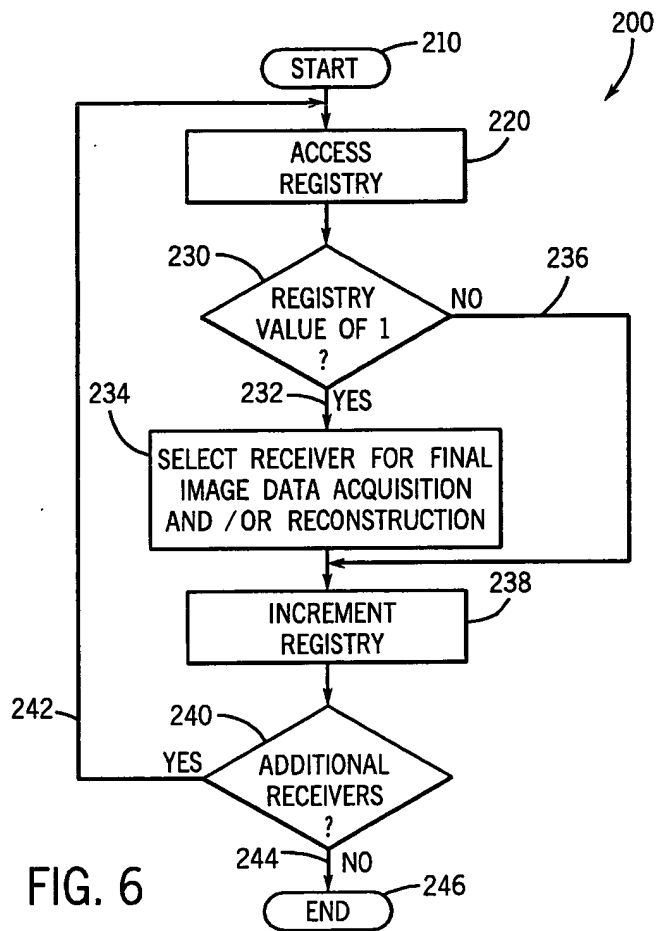 210
200
START
220
ACCESS
REGISTRY
230
236
REGISTRY
VALUE OF 1
?
NO
234
232
YES
SELECT RECEIVER FOR FINAL
IMAGE DATA ACQUISITION
AND /OR RECONSTRUCTION
238
INCREMENT
REGISTRY
242
240
YES
ADDITIONAL
RECEIVERS
?
244
NO
FIG. 6
246
END